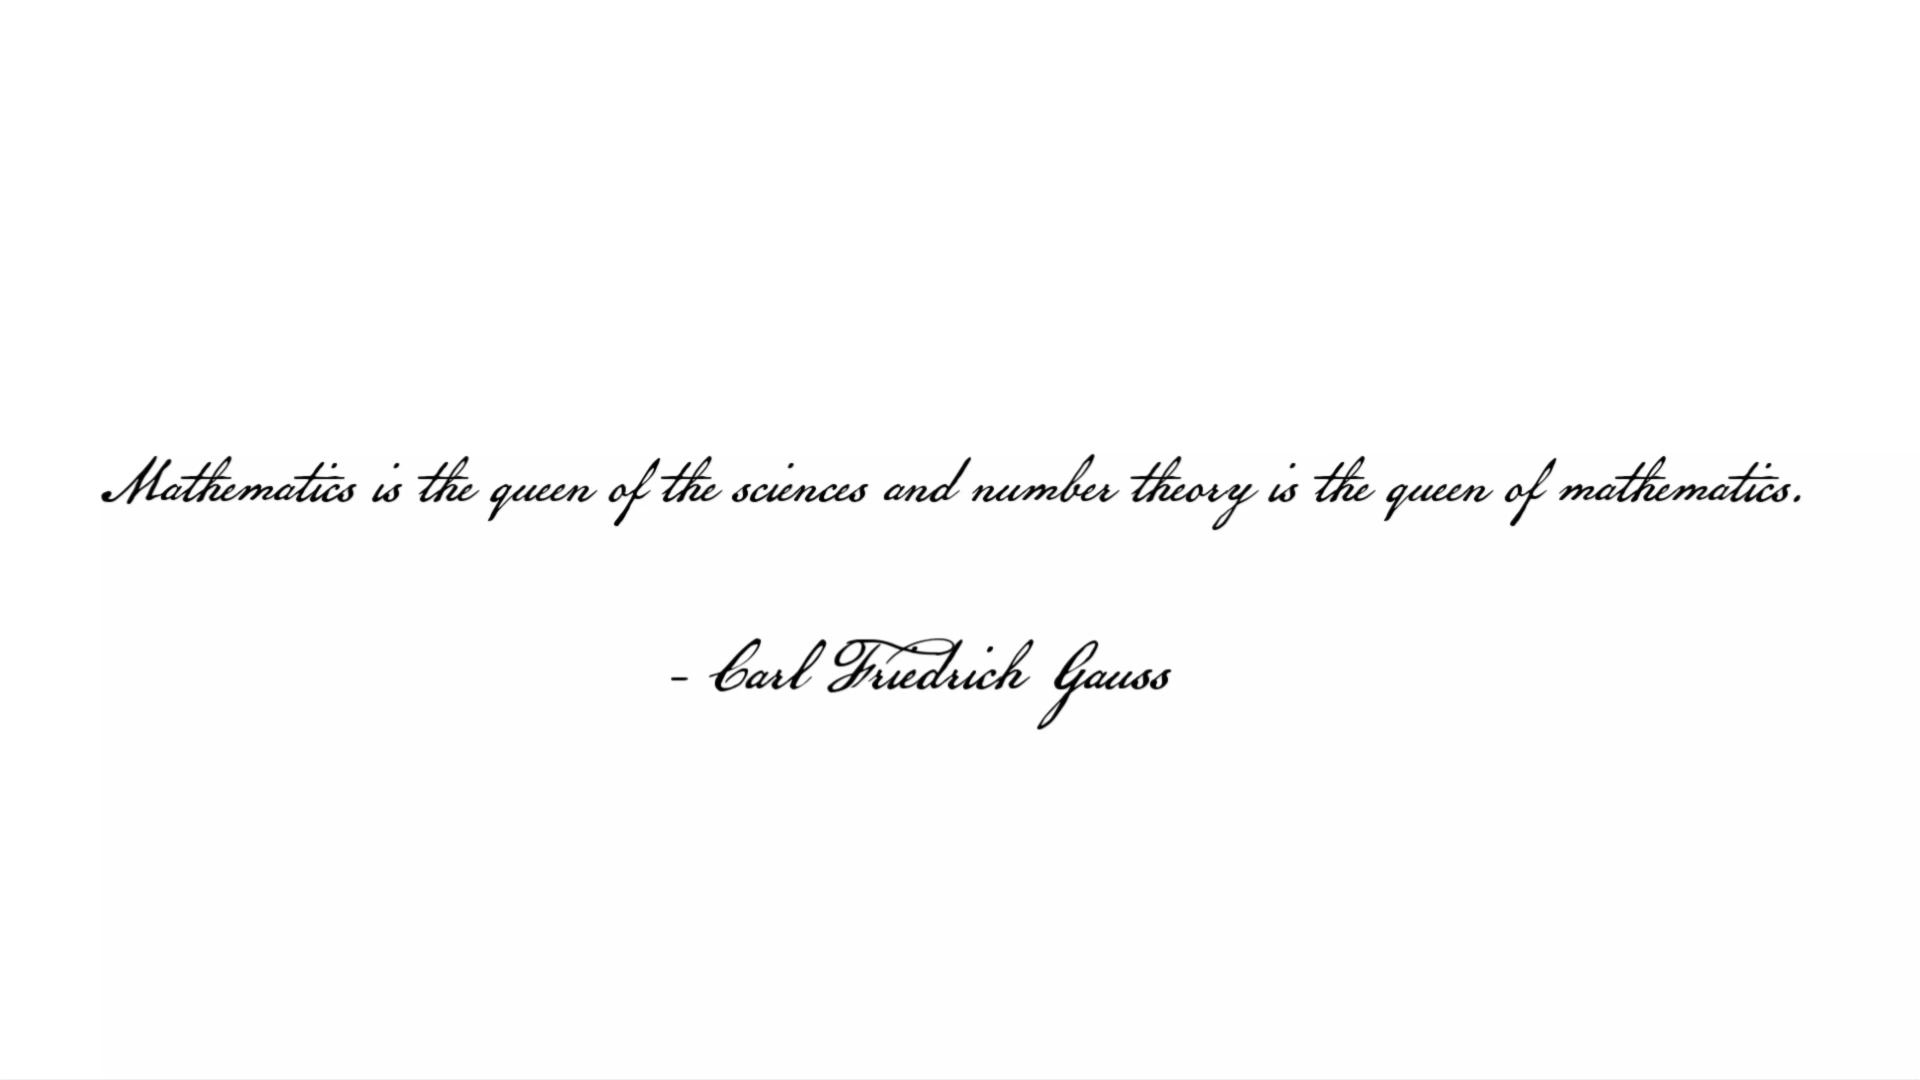 Mathematics is the queen of the sciences and number theory is the queen of mathematics.
- Carl Friedrich Gauss